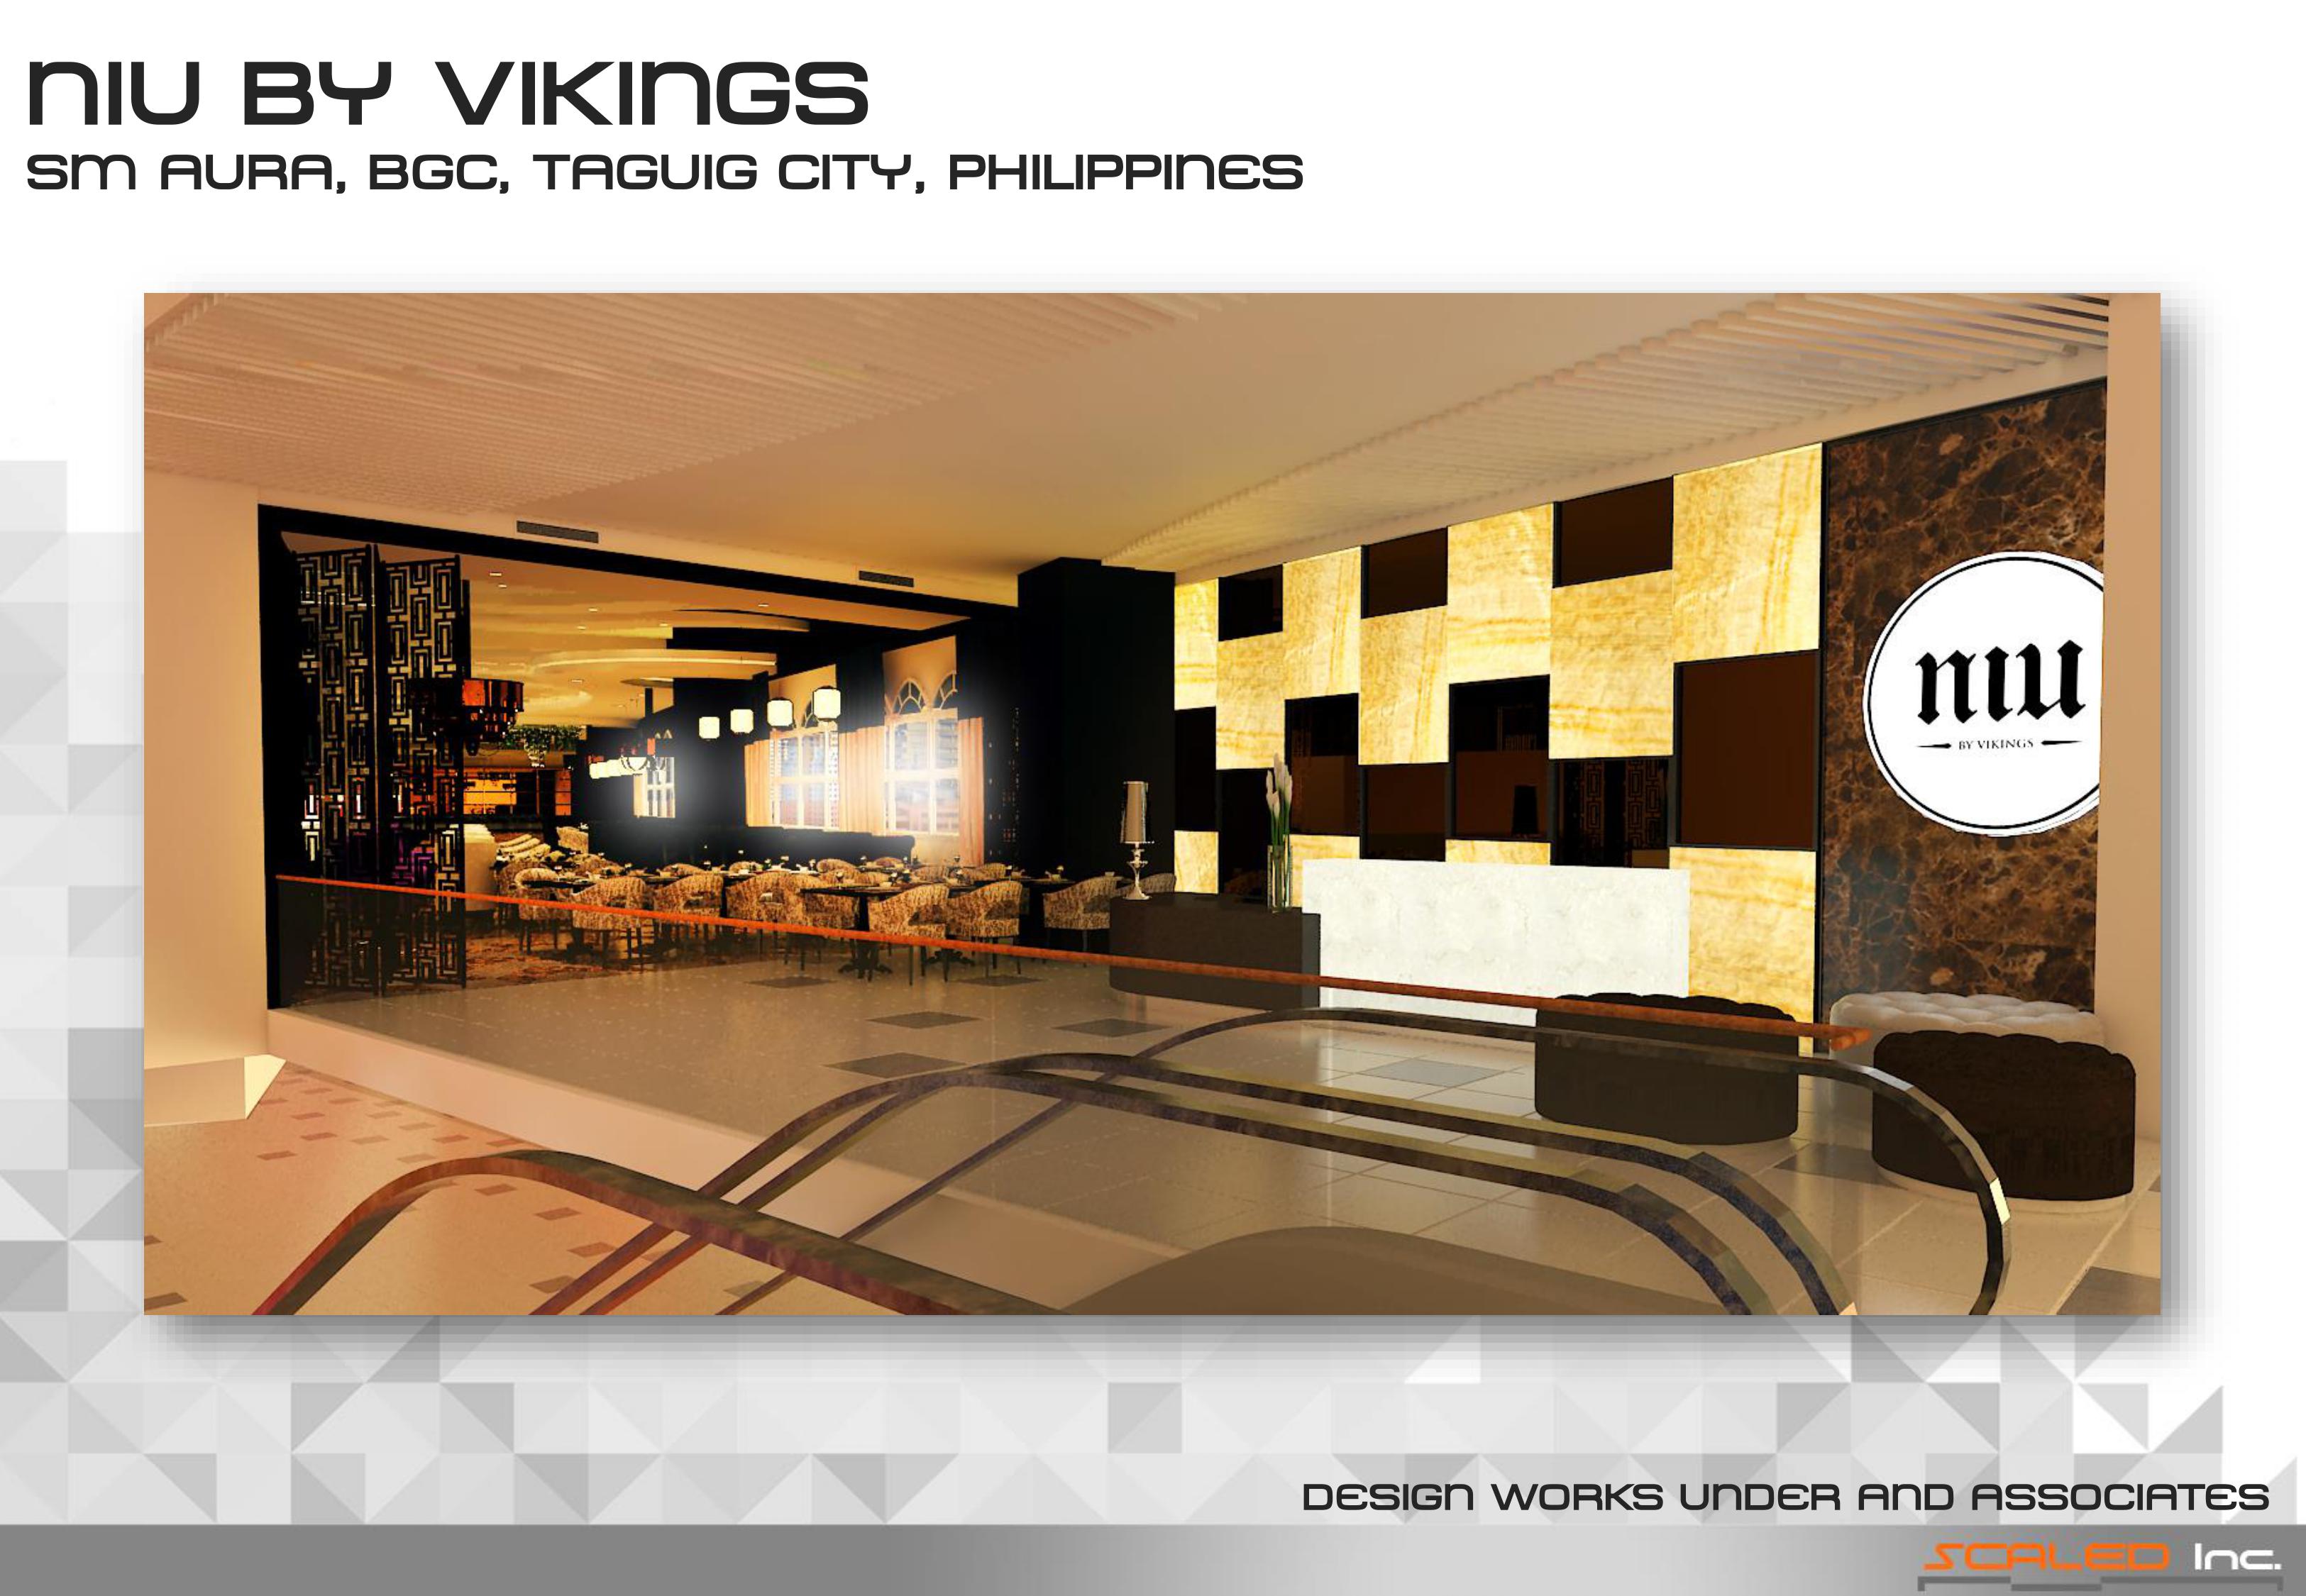 NIU BY VIKINGS
SM AURA, BGC, TAGUIG CITY, PHILIPPINES
niu
BY VIKINGS
DESIGN WORKS UNDER AND ASSOCIATES
SCALED Inc.